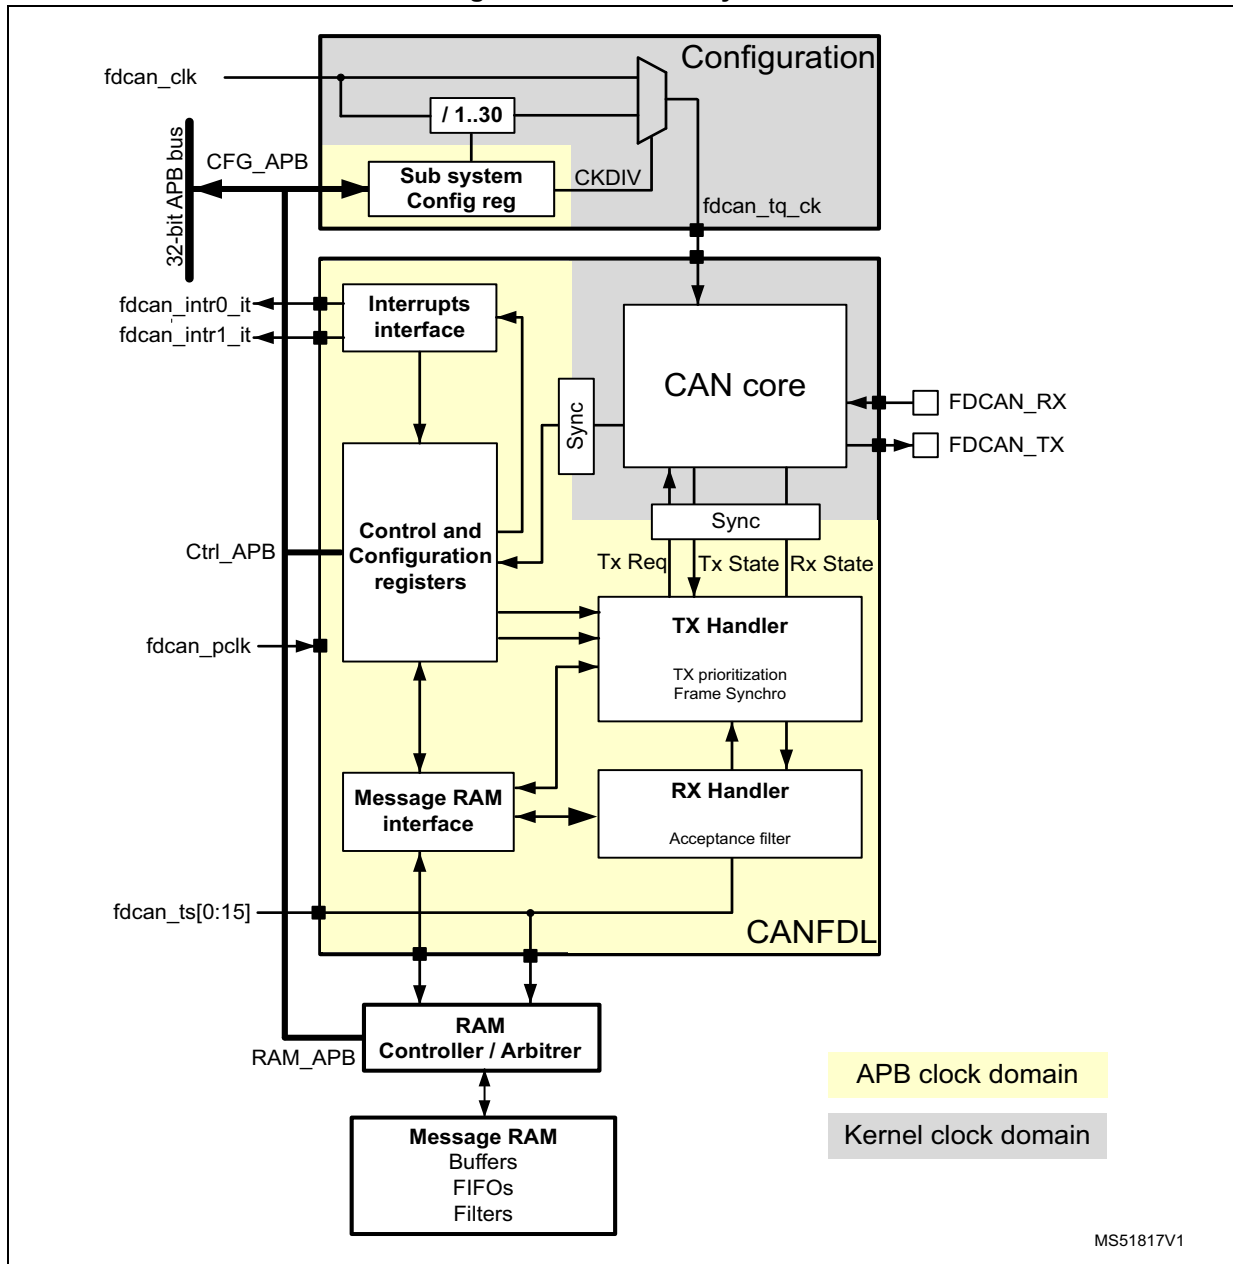 Configuration
fdcan_clk
/ 1..30
CFG_APB
32-bit APB bus
Sub system
Config reg
CKDIV
fdcan_tq_ck
fdcan_intr0_it
fdcan_intr1_it
Interrupts
interface
CAN core
Sync
FDCAN_RX
FDCAN_TX
Sync
Control and
Configuration
registers
Ctrl_APB
Tx Req
Tx State
Rx State
TX Handler
TX prioritization
Frame Synchro
fdcan_pclk
Message RAM
interface
RX Handler
Acceptance filter
fdcan_ts[0:15]
CANFDL
RAM
Controller / Arbitrer
RAM_APB
APB clock domain
Kernel clock domain
Message RAM
Buffers
FIFOs
Filters
MS51817V1